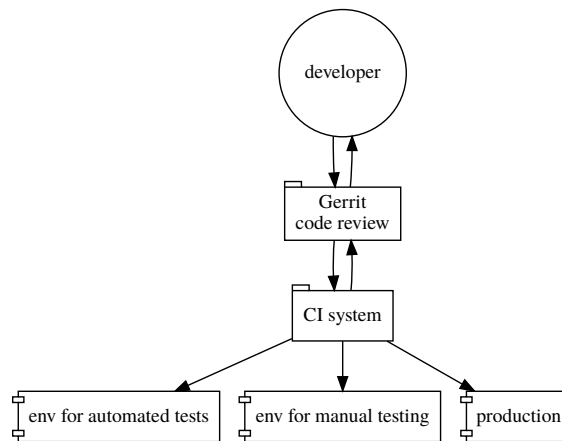 developer
Gerrit
code review
CI system
env for automated tests
env for manual testing
production